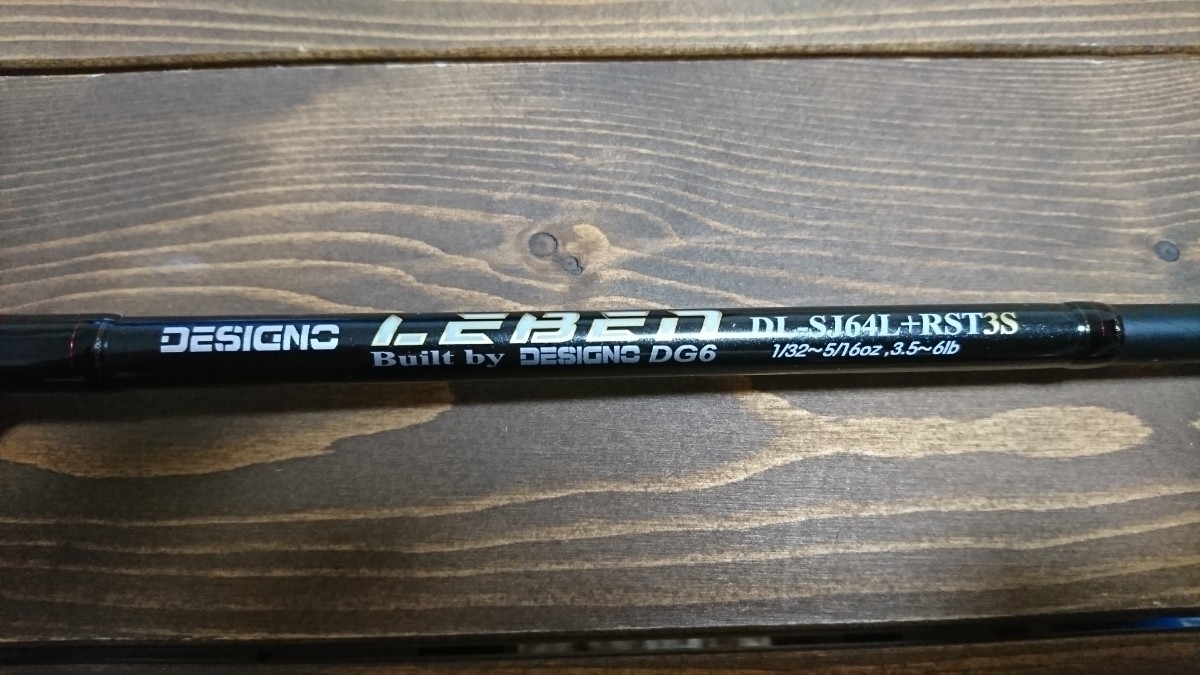 DESIGNO LEBEN DL-SJ64L+RST3S
Built by DESIGNO DG6 1/32~5/16oz ,3.5~6lb